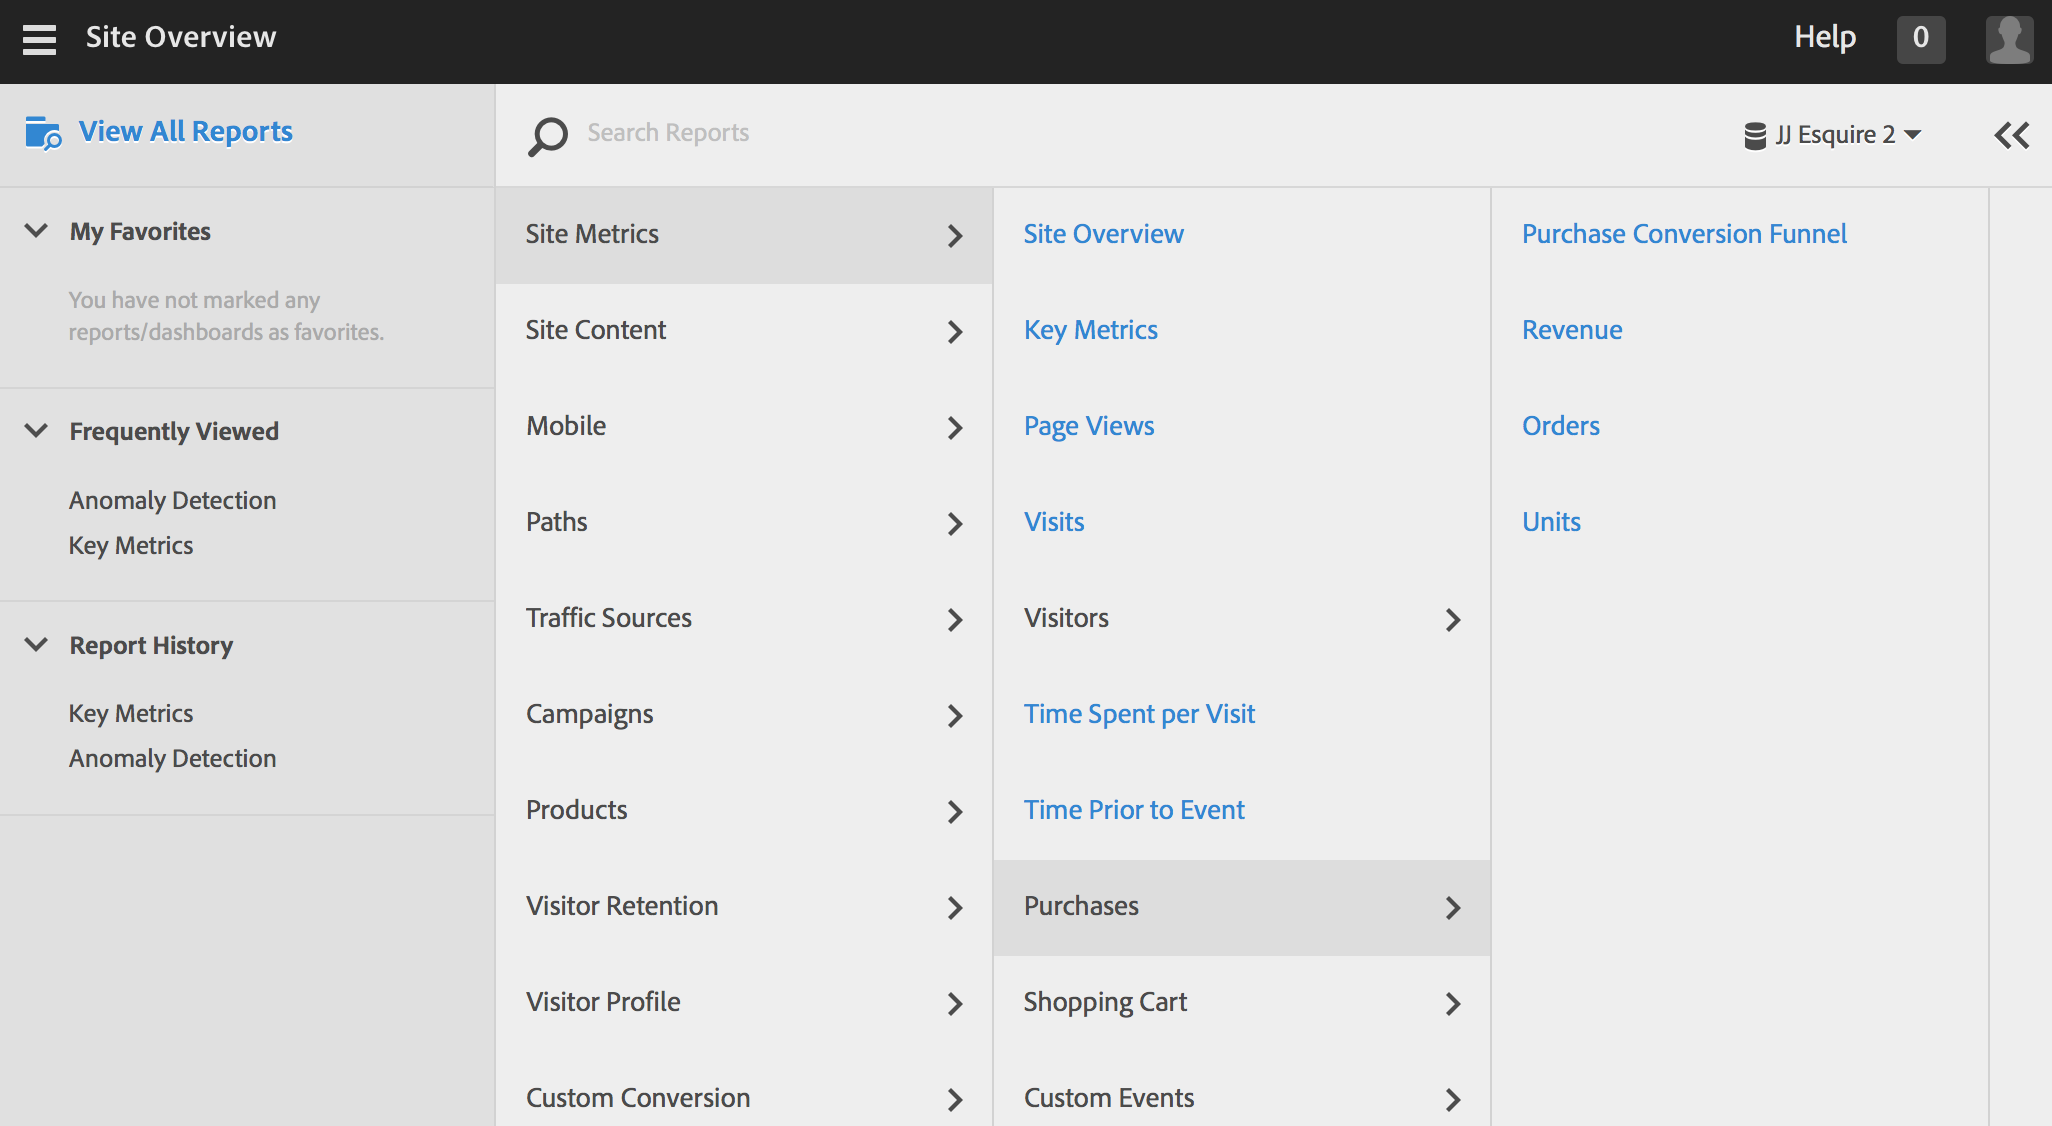 Site Overview
Help
0
View All Reports
Search Reports
JJ Esquire 2
My Favorites
You have not marked any
reports/dashboards as favorites.
Frequently Viewed
Anomaly Detection
Key Metrics
Report History
Key Metrics
Anomaly Detection
Site Metrics
Site Content
Mobile
Paths
Traffic Sources
Campaigns
Products
Visitor Retention
Visitor Profile
Custom Conversion
Site Overview
Key Metrics
Page Views
Visits
Visitors
Time Spent per Visit
Time Prior to Event
Purchases
Shopping Cart
Custom Events
Purchase Conversion Funnel
Revenue
Orders
Units